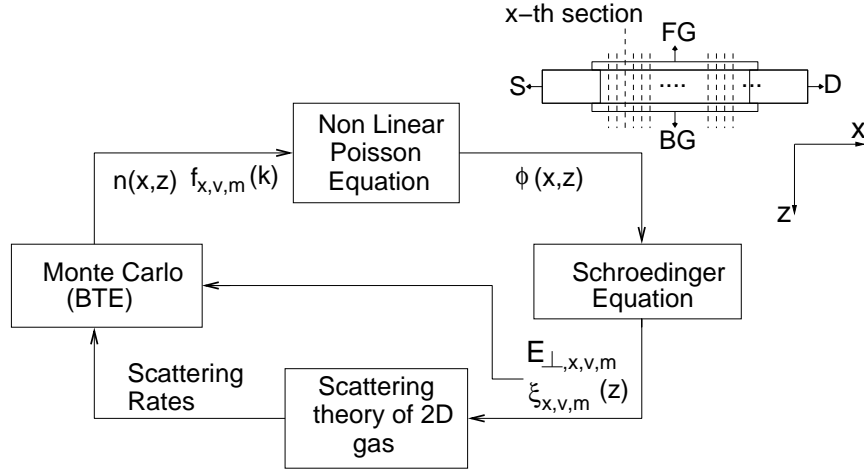 x-th section
FG
S
....
...
D
BG
x
z
Non Linear
Poisson
Equation
n(x,z) f_{x,v,m}(k)
ϕ(x,z)
Monte Carlo
(BTE)
Schroedinger
Equation
E_{⊥,x,v,m}
ξ_{x,v,m}(z)
Scattering
Rates
Scattering
theory of 2D
gas